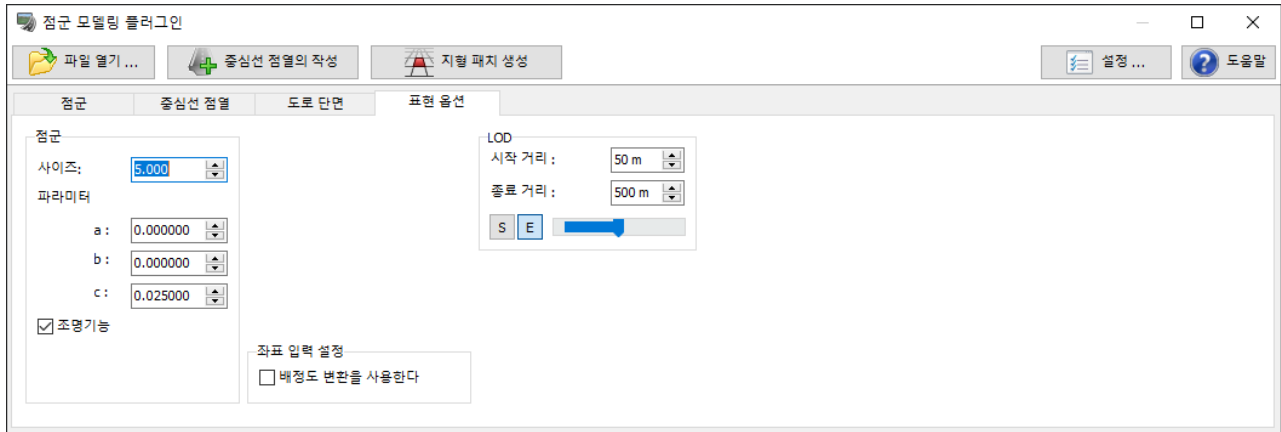 점군 모델링 플러그인
파일 열기 ... 중심선 점열의 작성 지형 패치 생성 설정 ... 도움말
점군 중심선 점열 도로 단면 표현 옵션
점군
사이즈: 5.000
파라미터
a : 0.000000
b : 0.000000
c : 0.025000
조명기능
좌표 입력 설정
배정도 변환을 사용한다
LOD
시작 거리 : 50 m
종료 거리 : 500 m
S E